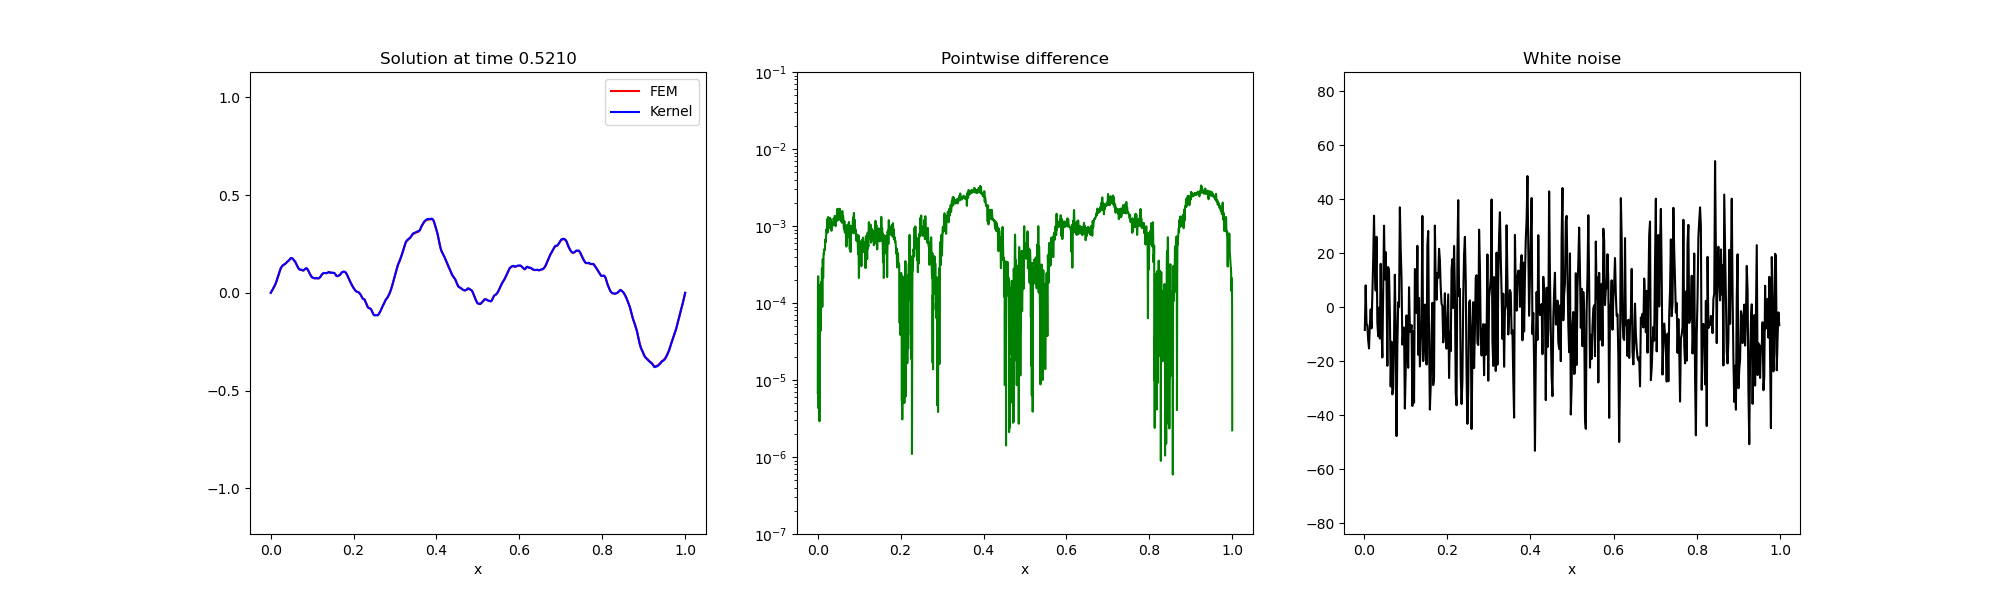 Solution at time 0.5210
FEM
Kernel
1.0
0.5
0.0
−0.5
−1.0
0.0 0.2 0.4 0.6 0.8 1.0
x
Pointwise difference
10⁻¹
10⁻²
10⁻³
10⁻⁴
10⁻⁵
10⁻⁶
10⁻⁷
0.0 0.2 0.4 0.6 0.8 1.0
x
White noise
80
60
40
20
0
−20
−40
−60
−80
0.0 0.2 0.4 0.6 0.8 1.0
x